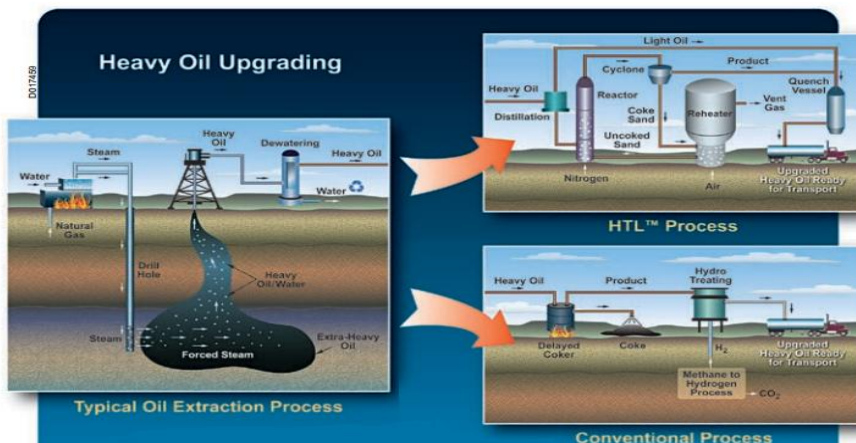 D017459
Heavy Oil Upgrading
Steam
Water
Natural
Gas
Heavy
Oil
Dewatering
Heavy Oil
Water
Drill
Hole
Heavy
Oil/Water
Steam
Forced Steam
Extra-Heavy
Oil
Typical Oil Extraction Process
Light Oil
Cyclone
Product
Heavy Oil
Reactor
Quench
Vessel
Distillation
Coke
Sand
Reheater
Vent
Gas
Uncoked
Sand
Nitrogen
Air
Upgraded
Heavy Oil Ready
for Transport
HTL™ Process
Heavy Oil
Product
Hydro
Treating
Delayed
Coker
Coke
H2
Upgraded
Heavy Oil Ready
for Transport
Methane to
Hydrogen
Process
CO2
Conventional Process